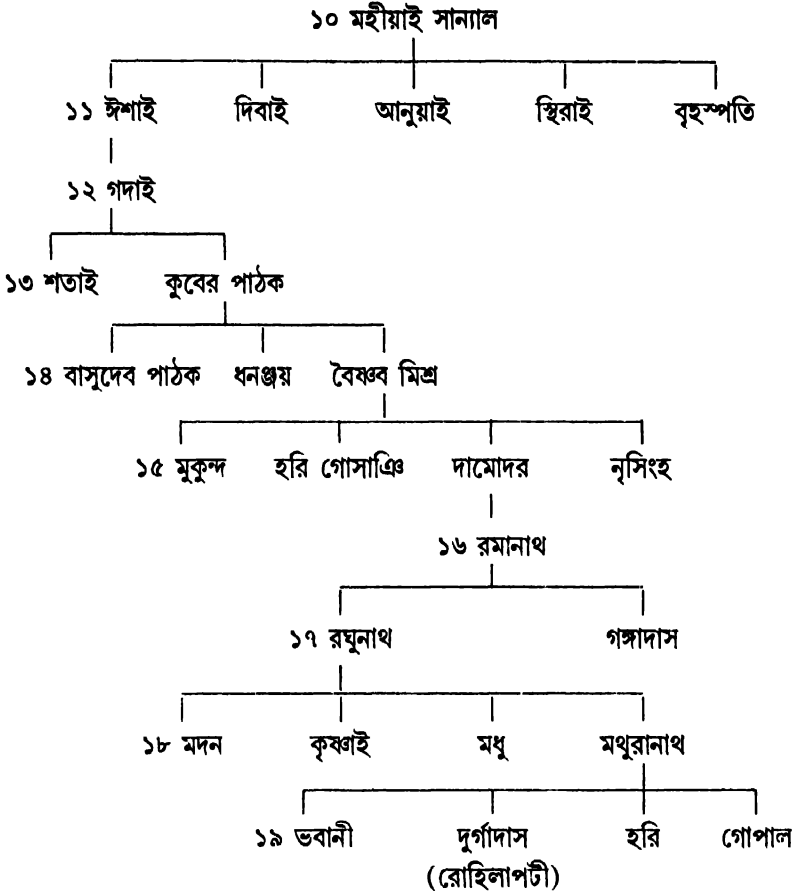 ১০ মহীয়াই সান্যাল
১১ ঈশাই দিবাই আনুয়াই স্থিরাই বৃহস্পতি
১২ গদাই
১৩ শতাই কুবের পাঠক
১৪ বাসুদেব পাঠক ধনঞ্জয় বৈষ্ণব মিশ্র
১৫ মুকুন্দ হরি গোসাঞি দামোদর নৃসিংহ
১৬ রমানাথ
১৭ রঘুনাথ গঙ্গাদাস
১৮ মদন কৃষ্ণাই মধু মথুরানাথ
১৯ ভবানী দুর্গাদাস হরি গোপাল
(রোহিলাপটী)